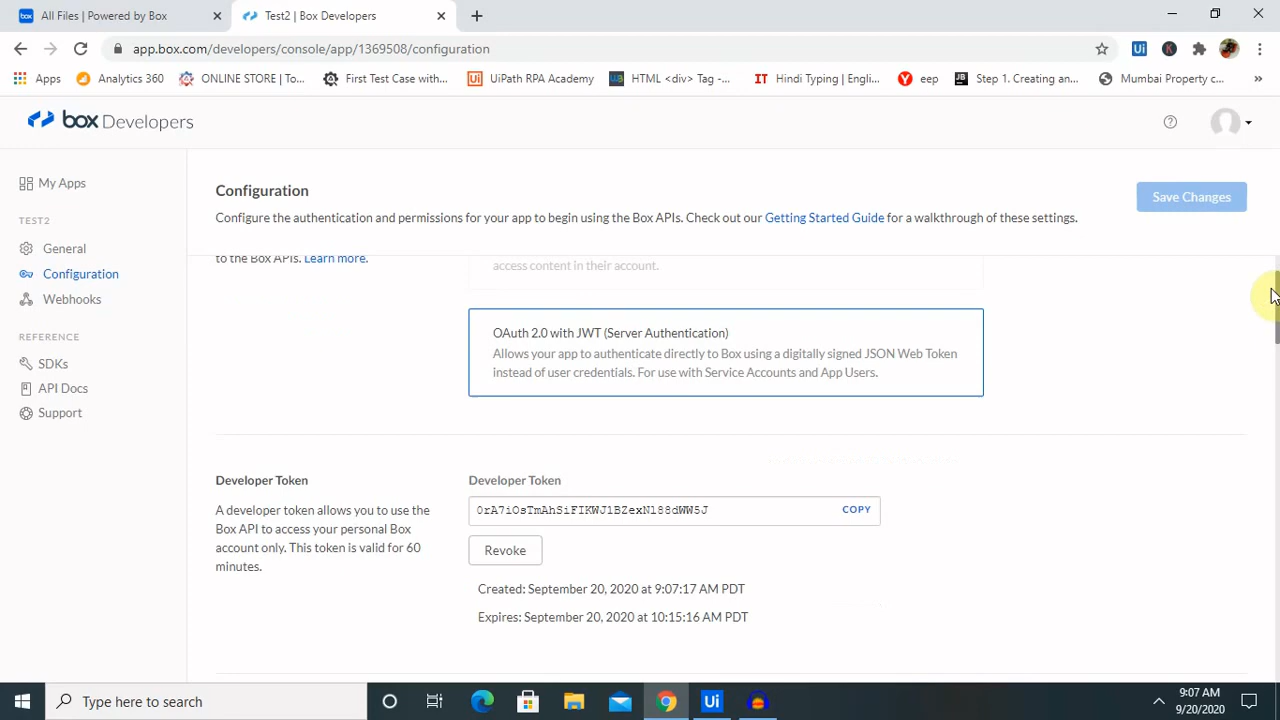 All Files | Powered by Box
Test2 | Box Developers
app.box.com/developers/console/app/1369508/configuration
Apps
Analytics 360
ONLINE STORE | To...
First Test Case with...
UiPath RPA Academy
HTML <div> Tag -...
Hindi Typing | Engli...
eep
Step 1. Creating an...
Mumbai Property c...
box Developers
My Apps
TEST2
General
Configuration
Webhooks
REFERENCE
SDKs
API Docs
Support
Configuration
Save Changes
Configure the authentication and permissions for your app to begin using the Box APIs. Check out our Getting Started Guide for a walkthrough of these settings.
to the Box APIs. Learn more.
access content in their account.
OAuth 2.0 with JWT (Server Authentication)
Allows your app to authenticate directly to Box using a digitally signed JSON Web Token
instead of user credentials. For use with Service Accounts and App Users.
Developer Token
A developer token allows you to use the
Box API to access your personal Box
account only. This token is valid for 60
minutes.
Developer Token
0rA7iOsTmAhSiFIKWJ1BZexNl88dWW5J
COPY
Revoke
Created: September 20, 2020 at 9:07:17 AM PDT
Expires: September 20, 2020 at 10:15:16 AM PDT
Type here to search
9:07 AM
9/20/2020